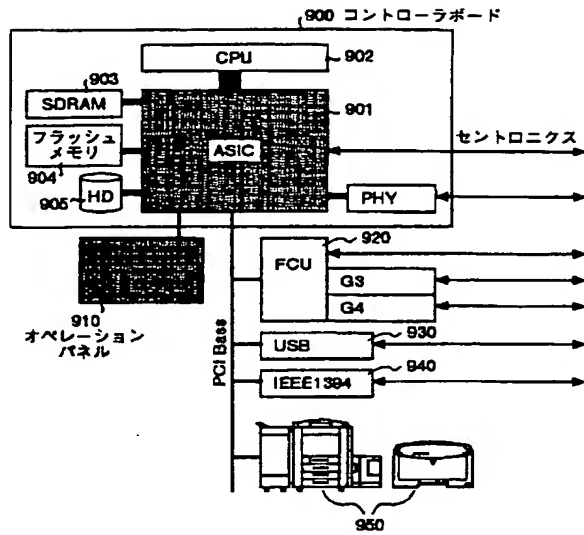 900 コントローラボード
CPU
902
903
SDRAM
901
フラッシュ
メモリ
ASIC
セントロニクス
904
905
HD
PHY
920
FCU
G3
G4
910
オペレーション
パネル
930
USB
940
IEEE1394
PCI Bass
950